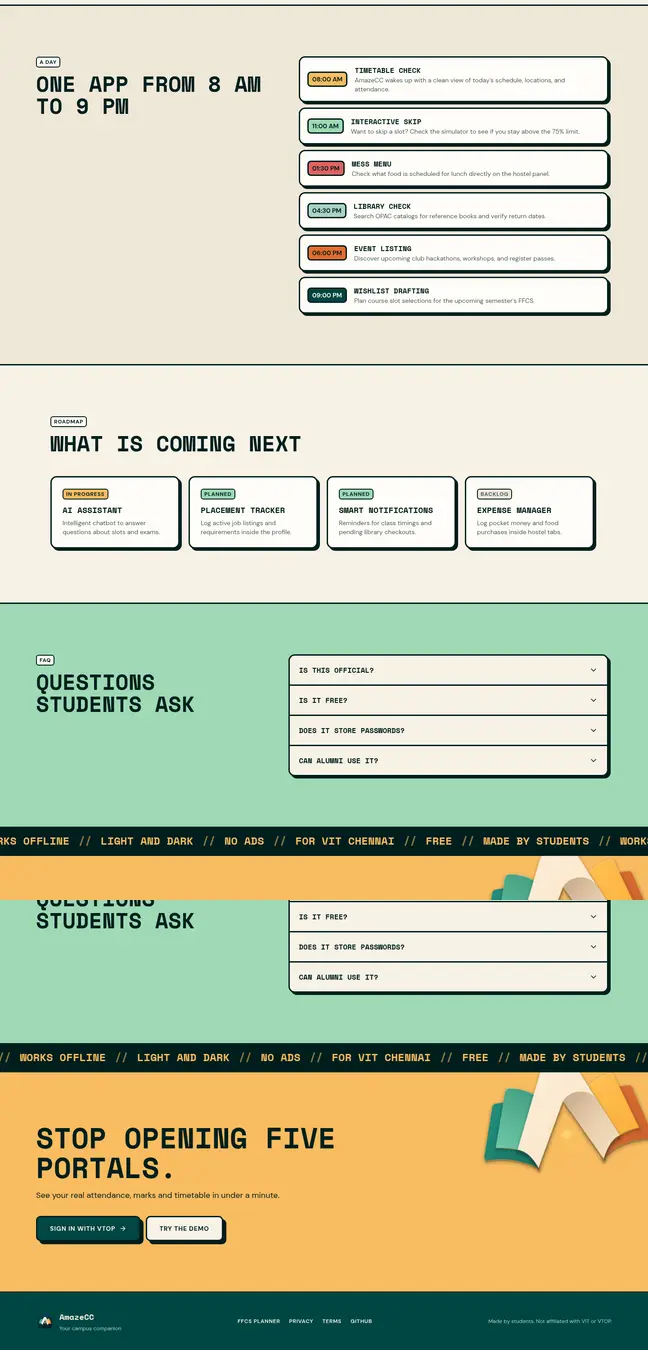 A DAY
ONE APP FROM 8 AM
TO 9 PM
08:00 AM
TIMETABLE CHECK
AmazeCC wakes up with a clean view of today's schedule, locations, and
attendance.
11:00 AM
INTERACTIVE SKIP
Want to skip a slot? Check the simulator to see if you stay above the 75% limit.
01:30 PM
MESS MENU
Check what food is scheduled for lunch directly on the hostel panel.
04:30 PM
LIBRARY CHECK
Search OPAC catalogs for reference books and verify return dates.
06:00 PM
EVENT LISTING
Discover upcoming club hackathons, workshops, and register passes.
09:00 PM
WISHLIST DRAFTING
Plan course slot selections for the upcoming semester's FFCS.
ROADMAP
WHAT IS COMING NEXT
IN PROGRESS
AI ASSISTANT
Intelligent chatbot to answer
questions about slots and exams.
PLANNED
PLACEMENT TRACKER
Log active job listings and
requirements inside the profile.
PLANNED
SMART NOTIFICATIONS
Reminders for class timings and
pending library checkouts.
BACKLOG
EXPENSE MANAGER
Log pocket money and food
purchases inside hostel tabs.
FAQ
QUESTIONS
STUDENTS ASK
IS THIS OFFICIAL?
IS IT FREE?
DOES IT STORE PASSWORDS?
CAN ALUMNI USE IT?
RKS OFFLINE // LIGHT AND DARK // NO ADS // FOR VIT CHENNAI // FREE // MADE BY STUDENTS // WORK
QUESTIONS
STUDENTS ASK
IS IT FREE?
DOES IT STORE PASSWORDS?
CAN ALUMNI USE IT?
// WORKS OFFLINE // LIGHT AND DARK // NO ADS // FOR VIT CHENNAI // FREE // MADE BY STUDENTS //
STOP OPENING FIVE
PORTALS.
See your real attendance, marks and timetable in under a minute.
SIGN IN WITH VTOP →
TRY THE DEMO
AmazeCC
Your campus companion
FFCS PLANNER PRIVACY TERMS GITHUB
Made by students. Not affiliated with VIT or VTOP.